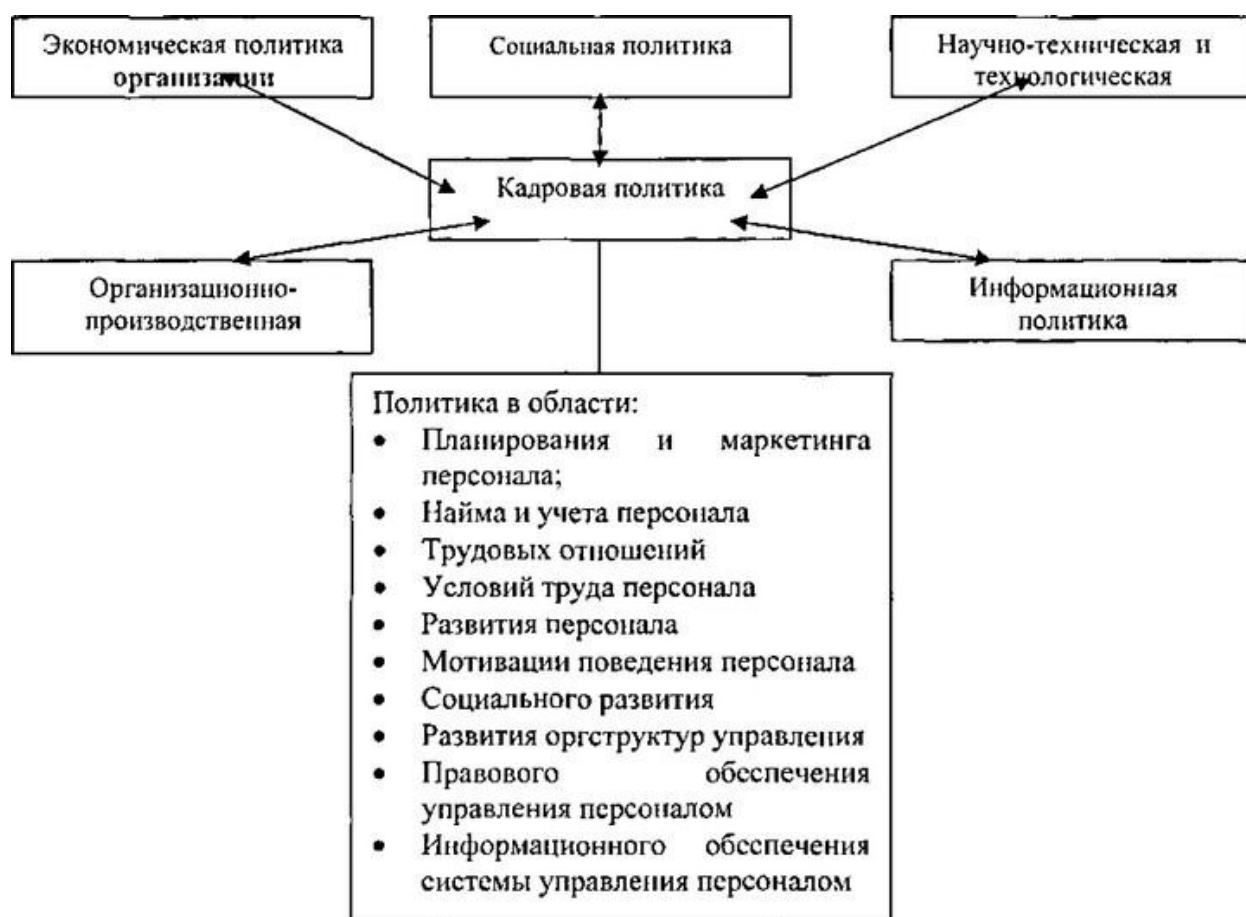 Экономическая политика
организации
Социальная политика
Научно-техническая и
технологическая
Кадровая политика
Организационно-
производственная
Информационная
политика
Политика в области:
• Планирования и маркетинга
персонала;
• Найма и учета персонала
• Трудовых отношений
• Условий труда персонала
• Развития персонала
• Мотивации поведения персонала
• Социального развития
• Развития оргструктур управления
• Правового обеспечения
управления персоналом
• Информационного обеспечения
системы управления персоналом